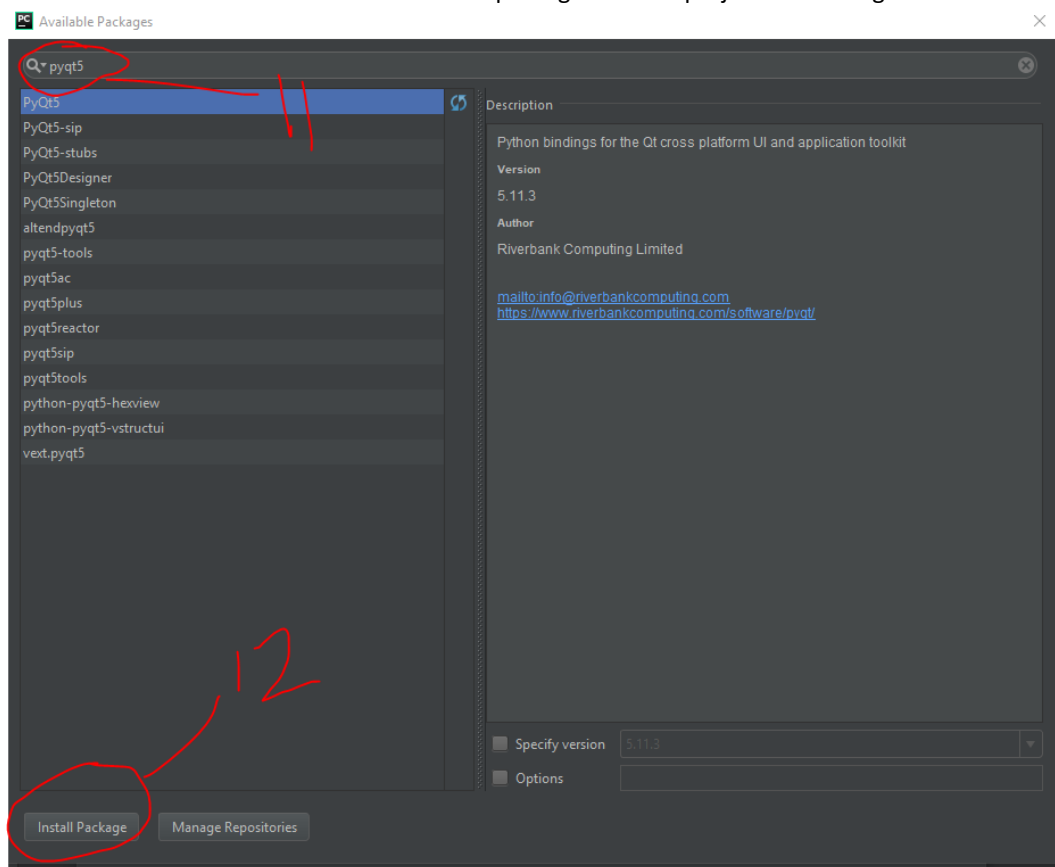 PC Available Packages
pyqt5
11
PyQt5
PyQt5-sip
PyQt5-stubs
PyQt5Designer
PyQt5Singleton
altendpyqt5
pyqt5-tools
pyqt5ac
pyqt5plus
pyqt5reactor
pyqt5sip
pyqt5tools
python-pyqt5-hexview
python-pyqt5-vstructui
vext.pyqt5
Description
Python bindings for the Qt cross platform UI and application toolkit
Version
5.11.3
Author
Riverbank Computing Limited
mailto:info@riverbankcomputing.com
https://www.riverbankcomputing.com/software/pyqt/
12
Specify version 5.11.3
Options
Install Package Manage Repositories